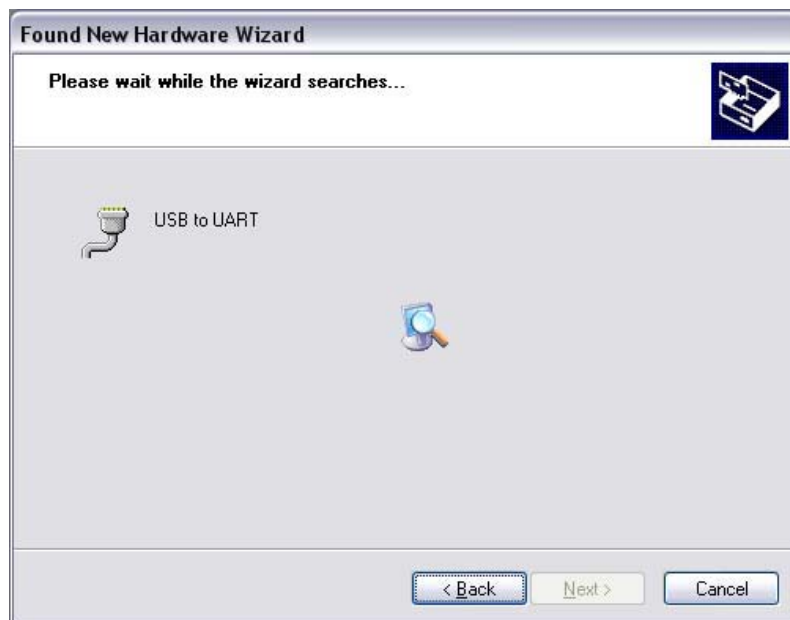 Found New Hardware Wizard
Please wait while the wizard searches...
USB to UART
< Back
Next >
Cancel